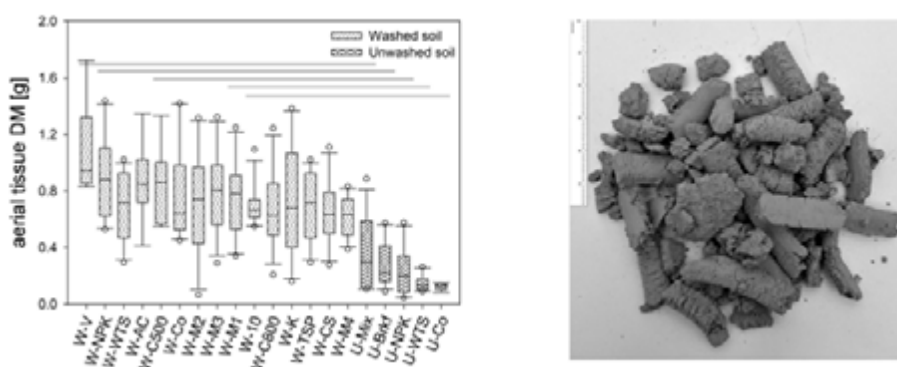 2.0
1.6
1.2
0.8
0.4
0.0
aerial tissue DM [g]
Washed soil
Unwashed soil
W-V
W-NPK
W-WTS
W-AC
W-C500
W-Co
W-M2
W-M3
W-M1
W-10
W-C800
W-K
W-TSP
W-CS
W-M4
U-Mix
U-NPK
U-WTS
U-Co